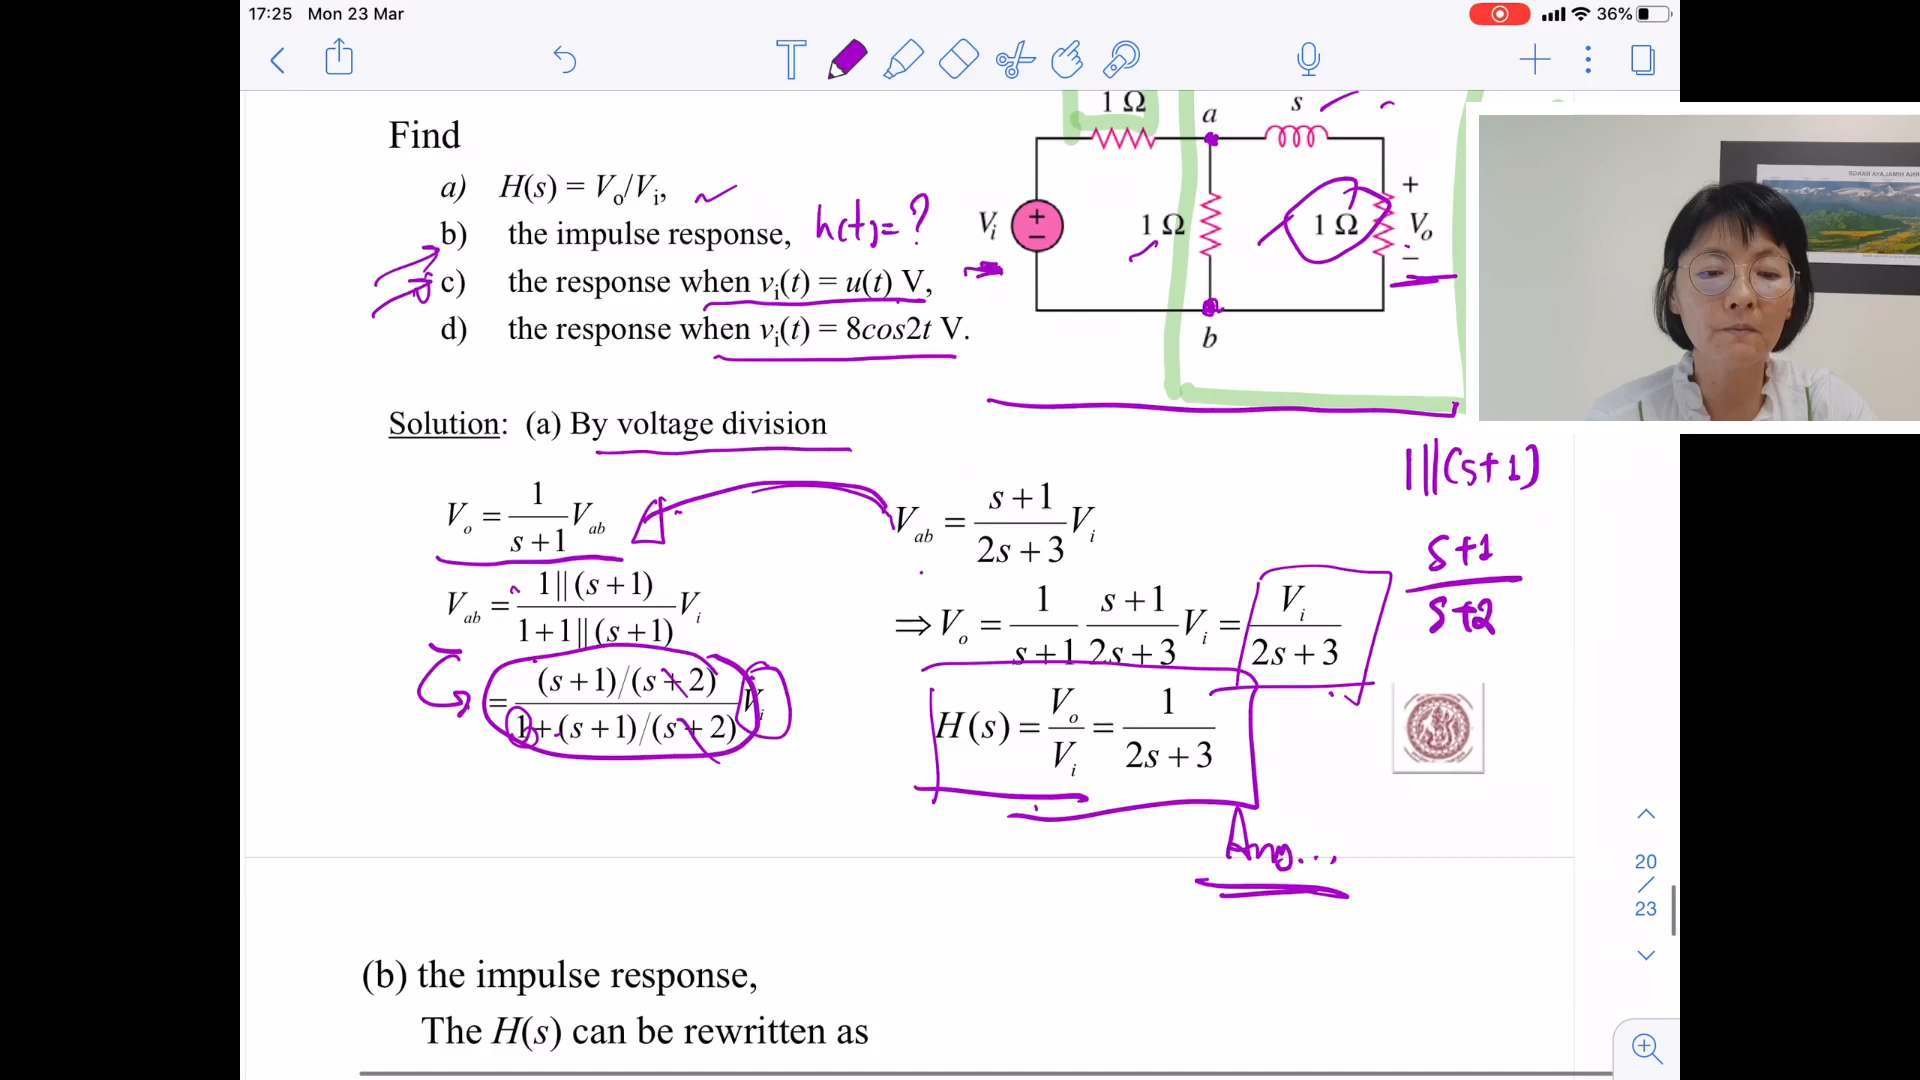 17:25 Mon 23 Mar
36%
1 Ω
a
s
Find
a) H(s) = Vo/Vi,
b) the impulse response, h(t) = ?
c) the response when vi(t) = u(t) V,
d) the response when vi(t) = 8cos2t V.
Vi
+
−
1 Ω
1 Ω
+
Vo
−
b
Solution: (a) By voltage division
1||(s+1)
Vo = 1/(s+1) Vab
Vab = (s+1)/(2s+3) Vi
s+1
s+2
Vab = 1||(s+1)/(1+1||(s+1)) Vi
⇒ Vo = 1/(s+1) (s+1)/(2s+3) Vi = Vi/(2s+3)
= (s+1)/(s+2)/(1+(s+1)/(s+2)) Vi
H(s) = Vo/Vi = 1/(2s+3)
20
/
23
(b) the impulse response,
The H(s) can be rewritten as